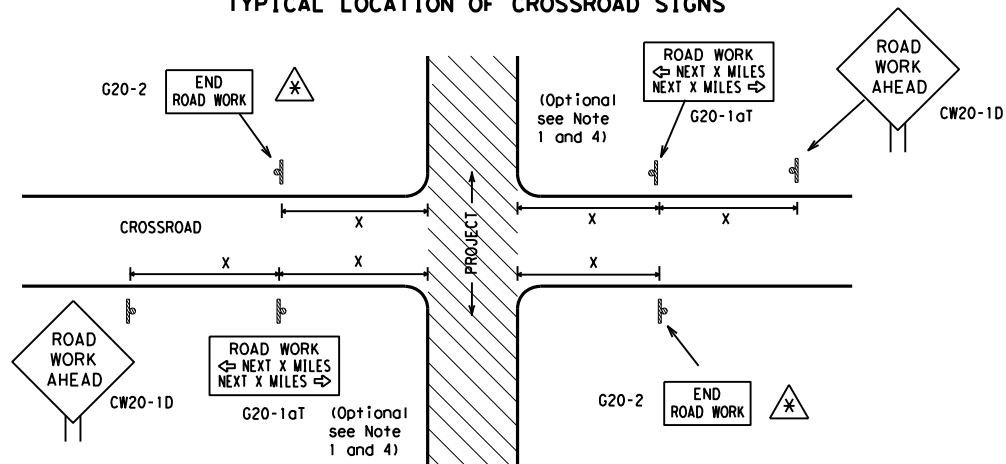 TYPICAL LOCATION OF CROSSROAD SIGNS
G20-2
END
ROAD WORK
*
ROAD WORK
⇦ NEXT X MILES
NEXT X MILES ⇨
G20-1aT
(Optional
see Note
1 and 4)
ROAD
WORK
AHEAD
CW20-1D
CROSSROAD
X
X
X
PROJECT
X
X
X
ROAD
WORK
AHEAD
CW20-1D
ROAD WORK
⇦ NEXT X MILES
NEXT X MILES ⇨
G20-1aT
(Optional
see Note
1 and 4)
G20-2
END
ROAD WORK
*